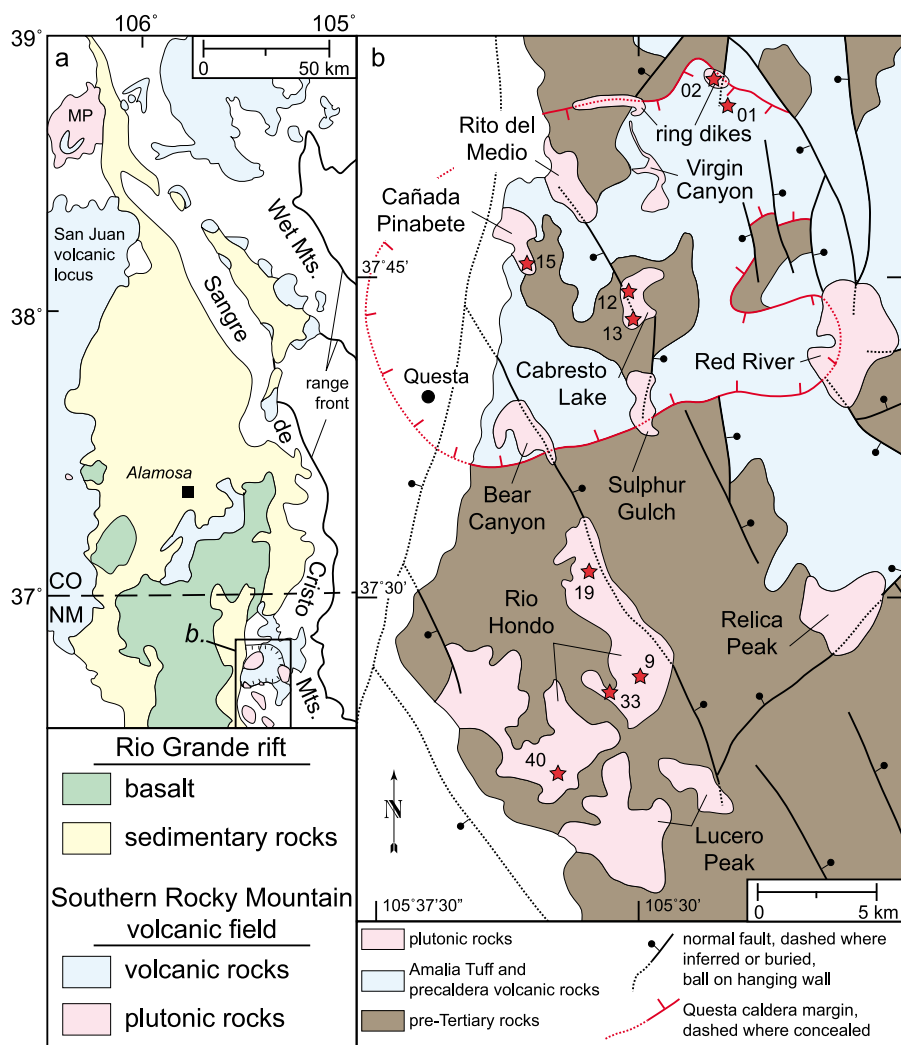 106°
105°
39°
a
0
50 km
MP
San Juan
volcanic
locus
Wet Mts.
Sangre
38°
range
front
de
Alamosa
CO
37°
NM
Cristo
b.
Mts.
Rio Grande rift
basalt
sedimentary rocks
Southern Rocky Mountain
volcanic field
volcanic rocks
plutonic rocks
b
02
01
ring dikes
Rito del
Medio
Virgin
Canyon
Cañada
Pinabete
15
37°45'
12
13
Cabresto
Lake
Red River
Questa
Bear
Canyon
Sulphur
Gulch
37°30'
19
Rio
Hondo
Relica
Peak
9
33
40
N
Lucero
Peak
105°37'30"
105°30'
0
5 km
plutonic rocks
Amalia Tuff and
precaldera volcanic rocks
pre-Tertiary rocks
normal fault, dashed where
inferred or buried,
ball on hanging wall
Questa caldera margin,
dashed where concealed